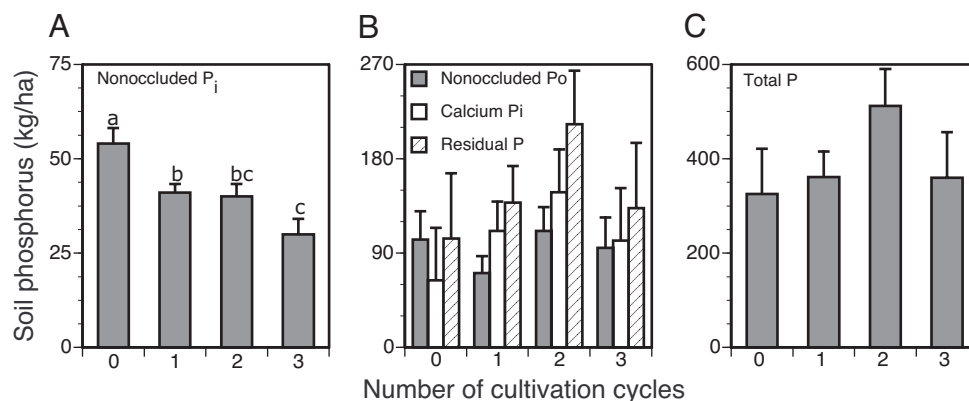 A
B
C
Soil phosphorus (kg/ha)
75
50
25
0
Nonoccluded Pi
a
b
bc
c
0 1 2 3
270
180
90
0
Nonoccluded Po
Calcium Pi
Residual P
0 1 2 3
600
400
200
0
Total P
0 1 2 3
Number of cultivation cycles